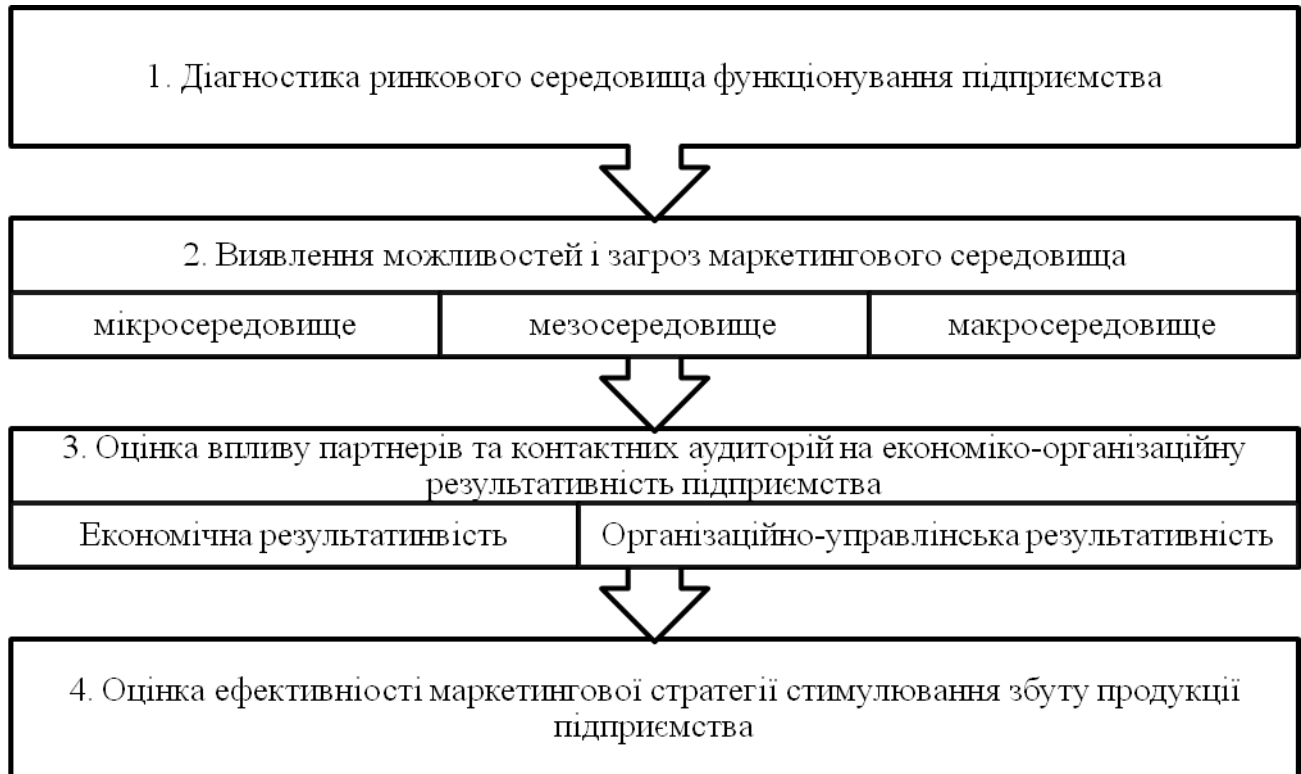 1. Діагностика ринкового середовища функціонування підприємства
2. Виявлення можливостей і загроз маркетингового середовища
мікросередовище
мезосередовище
макросередовище
3. Оцінка впливу партнерів та контактних аудиторій на економіко-організаційну
результативність підприємства
Економічна результатинвість
Організаційно-управлінська результативність
4. Оцінка ефективніості маркетингової стратегії стимулювання збуту продукції
підприємства